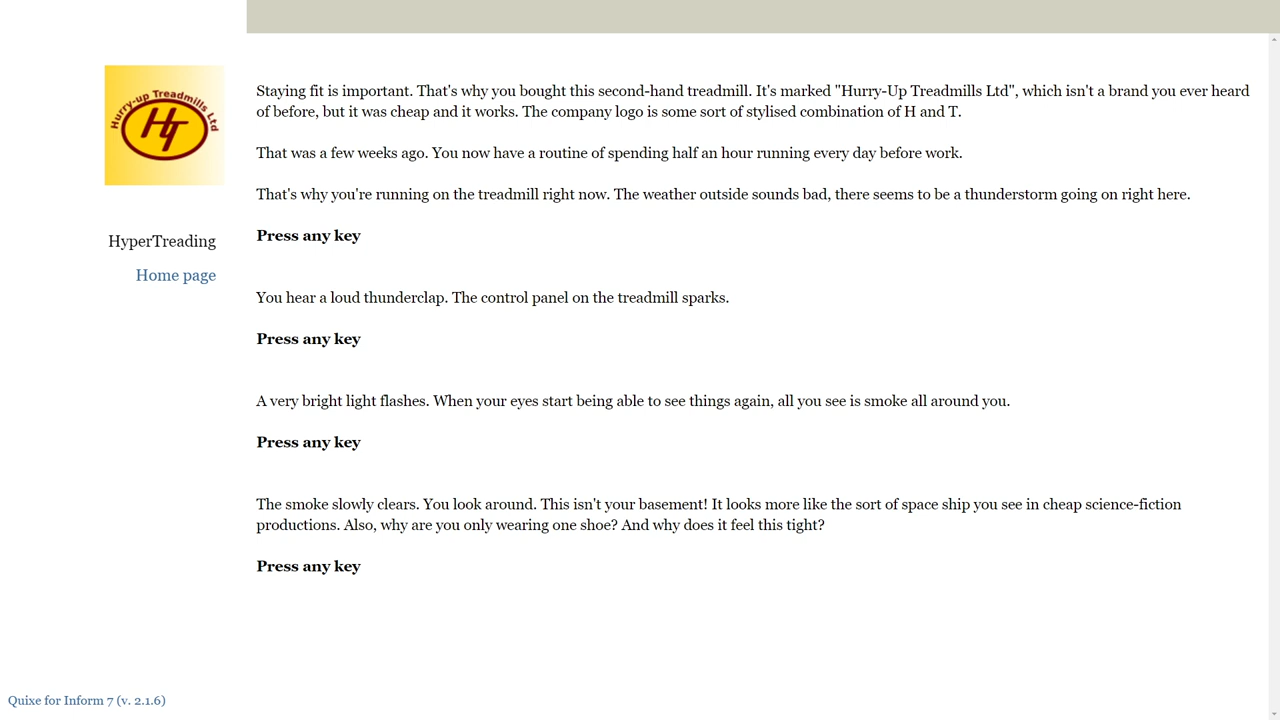 Hurry-up Treadmills Ltd
HT
HyperTreading
Home page
Staying fit is important. That's why you bought this second-hand treadmill. It's marked "Hurry-Up Treadmills Ltd", which isn't a brand you ever heard
of before, but it was cheap and it works. The company logo is some sort of stylised combination of H and T.
That was a few weeks ago. You now have a routine of spending half an hour running every day before work.
That's why you're running on the treadmill right now. The weather outside sounds bad, there seems to be a thunderstorm going on right here.
Press any key
You hear a loud thunderclap. The control panel on the treadmill sparks.
Press any key
A very bright light flashes. When your eyes start being able to see things again, all you see is smoke all around you.
Press any key
The smoke slowly clears. You look around. This isn't your basement! It looks more like the sort of space ship you see in cheap science-fiction
productions. Also, why are you only wearing one shoe? And why does it feel this tight?
Press any key
Quixe for Inform 7 (v. 2.1.6)